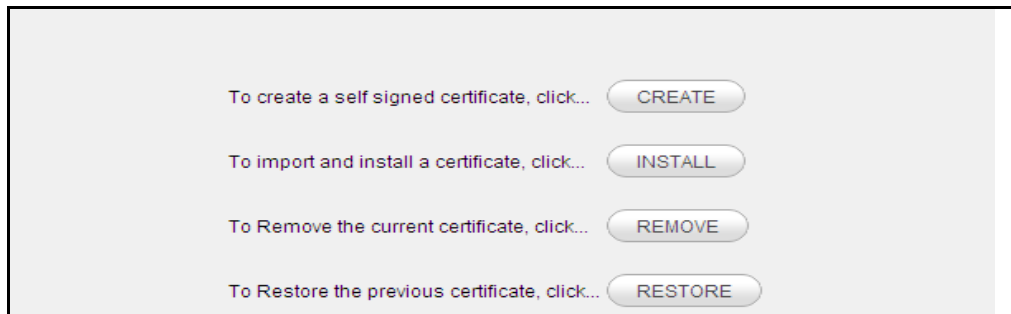 To create a self signed certificate, click... CREATE
To import and install a certificate, click... INSTALL
To Remove the current certificate, click... REMOVE
To Restore the previous certificate, click... RESTORE